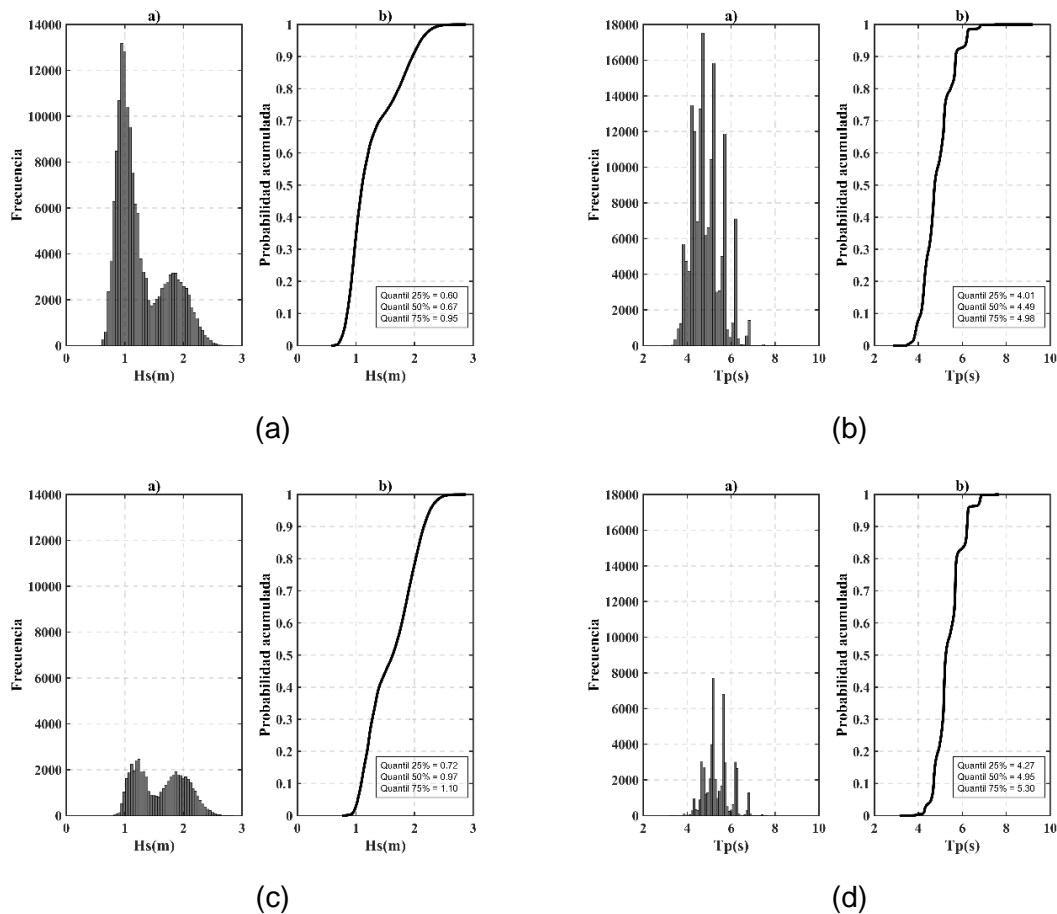 a)
14000
12000
10000
8000
6000
4000
2000
0
Frecuencia
0 1 2 3
Hs(m)
b)
1
0.9
0.8
0.7
0.6
0.5
0.4
0.3
0.2
0.1
0
Probabilidad acumulada
Quantil 25% = 0.60
Quantil 50% = 0.67
Quantil 75% = 0.95
0 1 2 3
Hs(m)
(a)
a)
18000
16000
14000
12000
10000
8000
6000
4000
2000
0
Frecuencia
2 4 6 8 10
Tp(s)
b)
1
0.9
0.8
0.7
0.6
0.5
0.4
0.3
0.2
0.1
0
Probabilidad acumulada
Quantil 25% = 4.01
Quantil 50% = 4.49
Quantil 75% = 4.98
2 4 6 8 10
Tp(s)
(b)
a)
14000
12000
10000
8000
6000
4000
2000
0
Frecuencia
0 1 2 3
Hs(m)
b)
1
0.9
0.8
0.7
0.6
0.5
0.4
0.3
0.2
0.1
0
Probabilidad acumulada
Quantil 25% = 0.72
Quantil 50% = 0.97
Quantil 75% = 1.10
0 1 2 3
Hs(m)
(c)
a)
18000
16000
14000
12000
10000
8000
6000
4000
2000
0
Frecuencia
2 4 6 8 10
Tp(s)
b)
1
0.9
0.8
0.7
0.6
0.5
0.4
0.3
0.2
0.1
0
Probabilidad acumulada
Quantil 25% = 4.27
Quantil 50% = 4.95
Quantil 75% = 5.30
2 4 6 8 10
Tp(s)
(d)